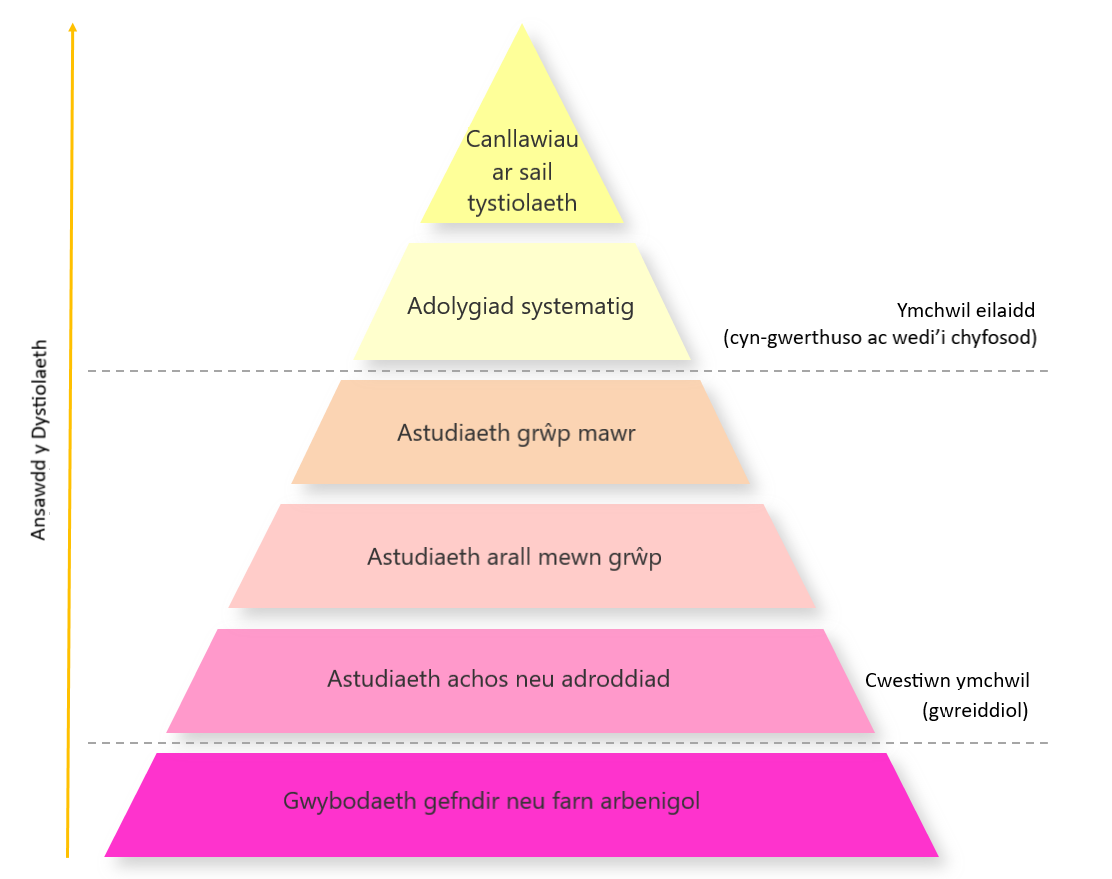 Canllawiau
ar sail
tystiolaeth
Adolygiad systematig
Ymchwil eilaidd
(cyn-gwerthuso ac wedi’i chyfosod)
Astudiaeth grŵp mawr
Astudiaeth arall mewn grŵp
Astudiaeth achos neu adroddiad
Cwestiwn ymchwil
(gwreiddiol)
Gwybodaeth gefndir neu farn arbenigol
Ansawdd y Dystiolaeth